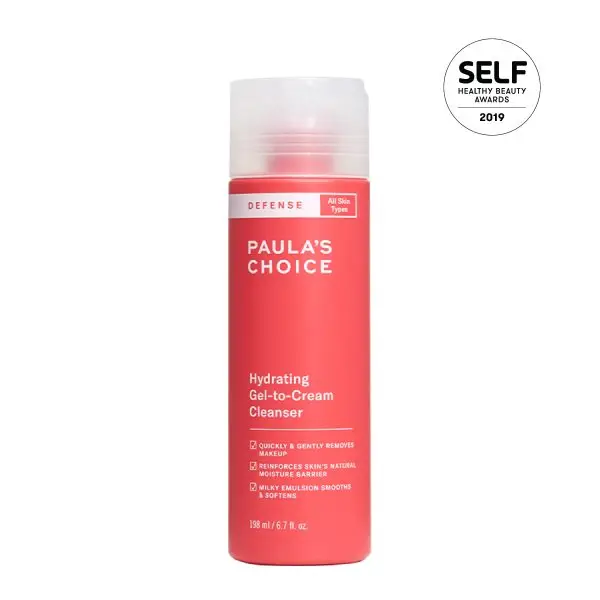 SELF
HEALTHY BEAUTY
AWARDS
2019
DEFENSE
All Skin
Types
PAULA'S
CHOICE
Hydrating
Gel-to-Cream
Cleanser
QUICKLY & GENTLY REMOVES
MAKEUP
REINFORCES SKIN'S NATURAL
MOISTURE BARRIER
MILKY EMULSION SMOOTHS
& SOFTENS
198 ml / 6.7 fl. oz.